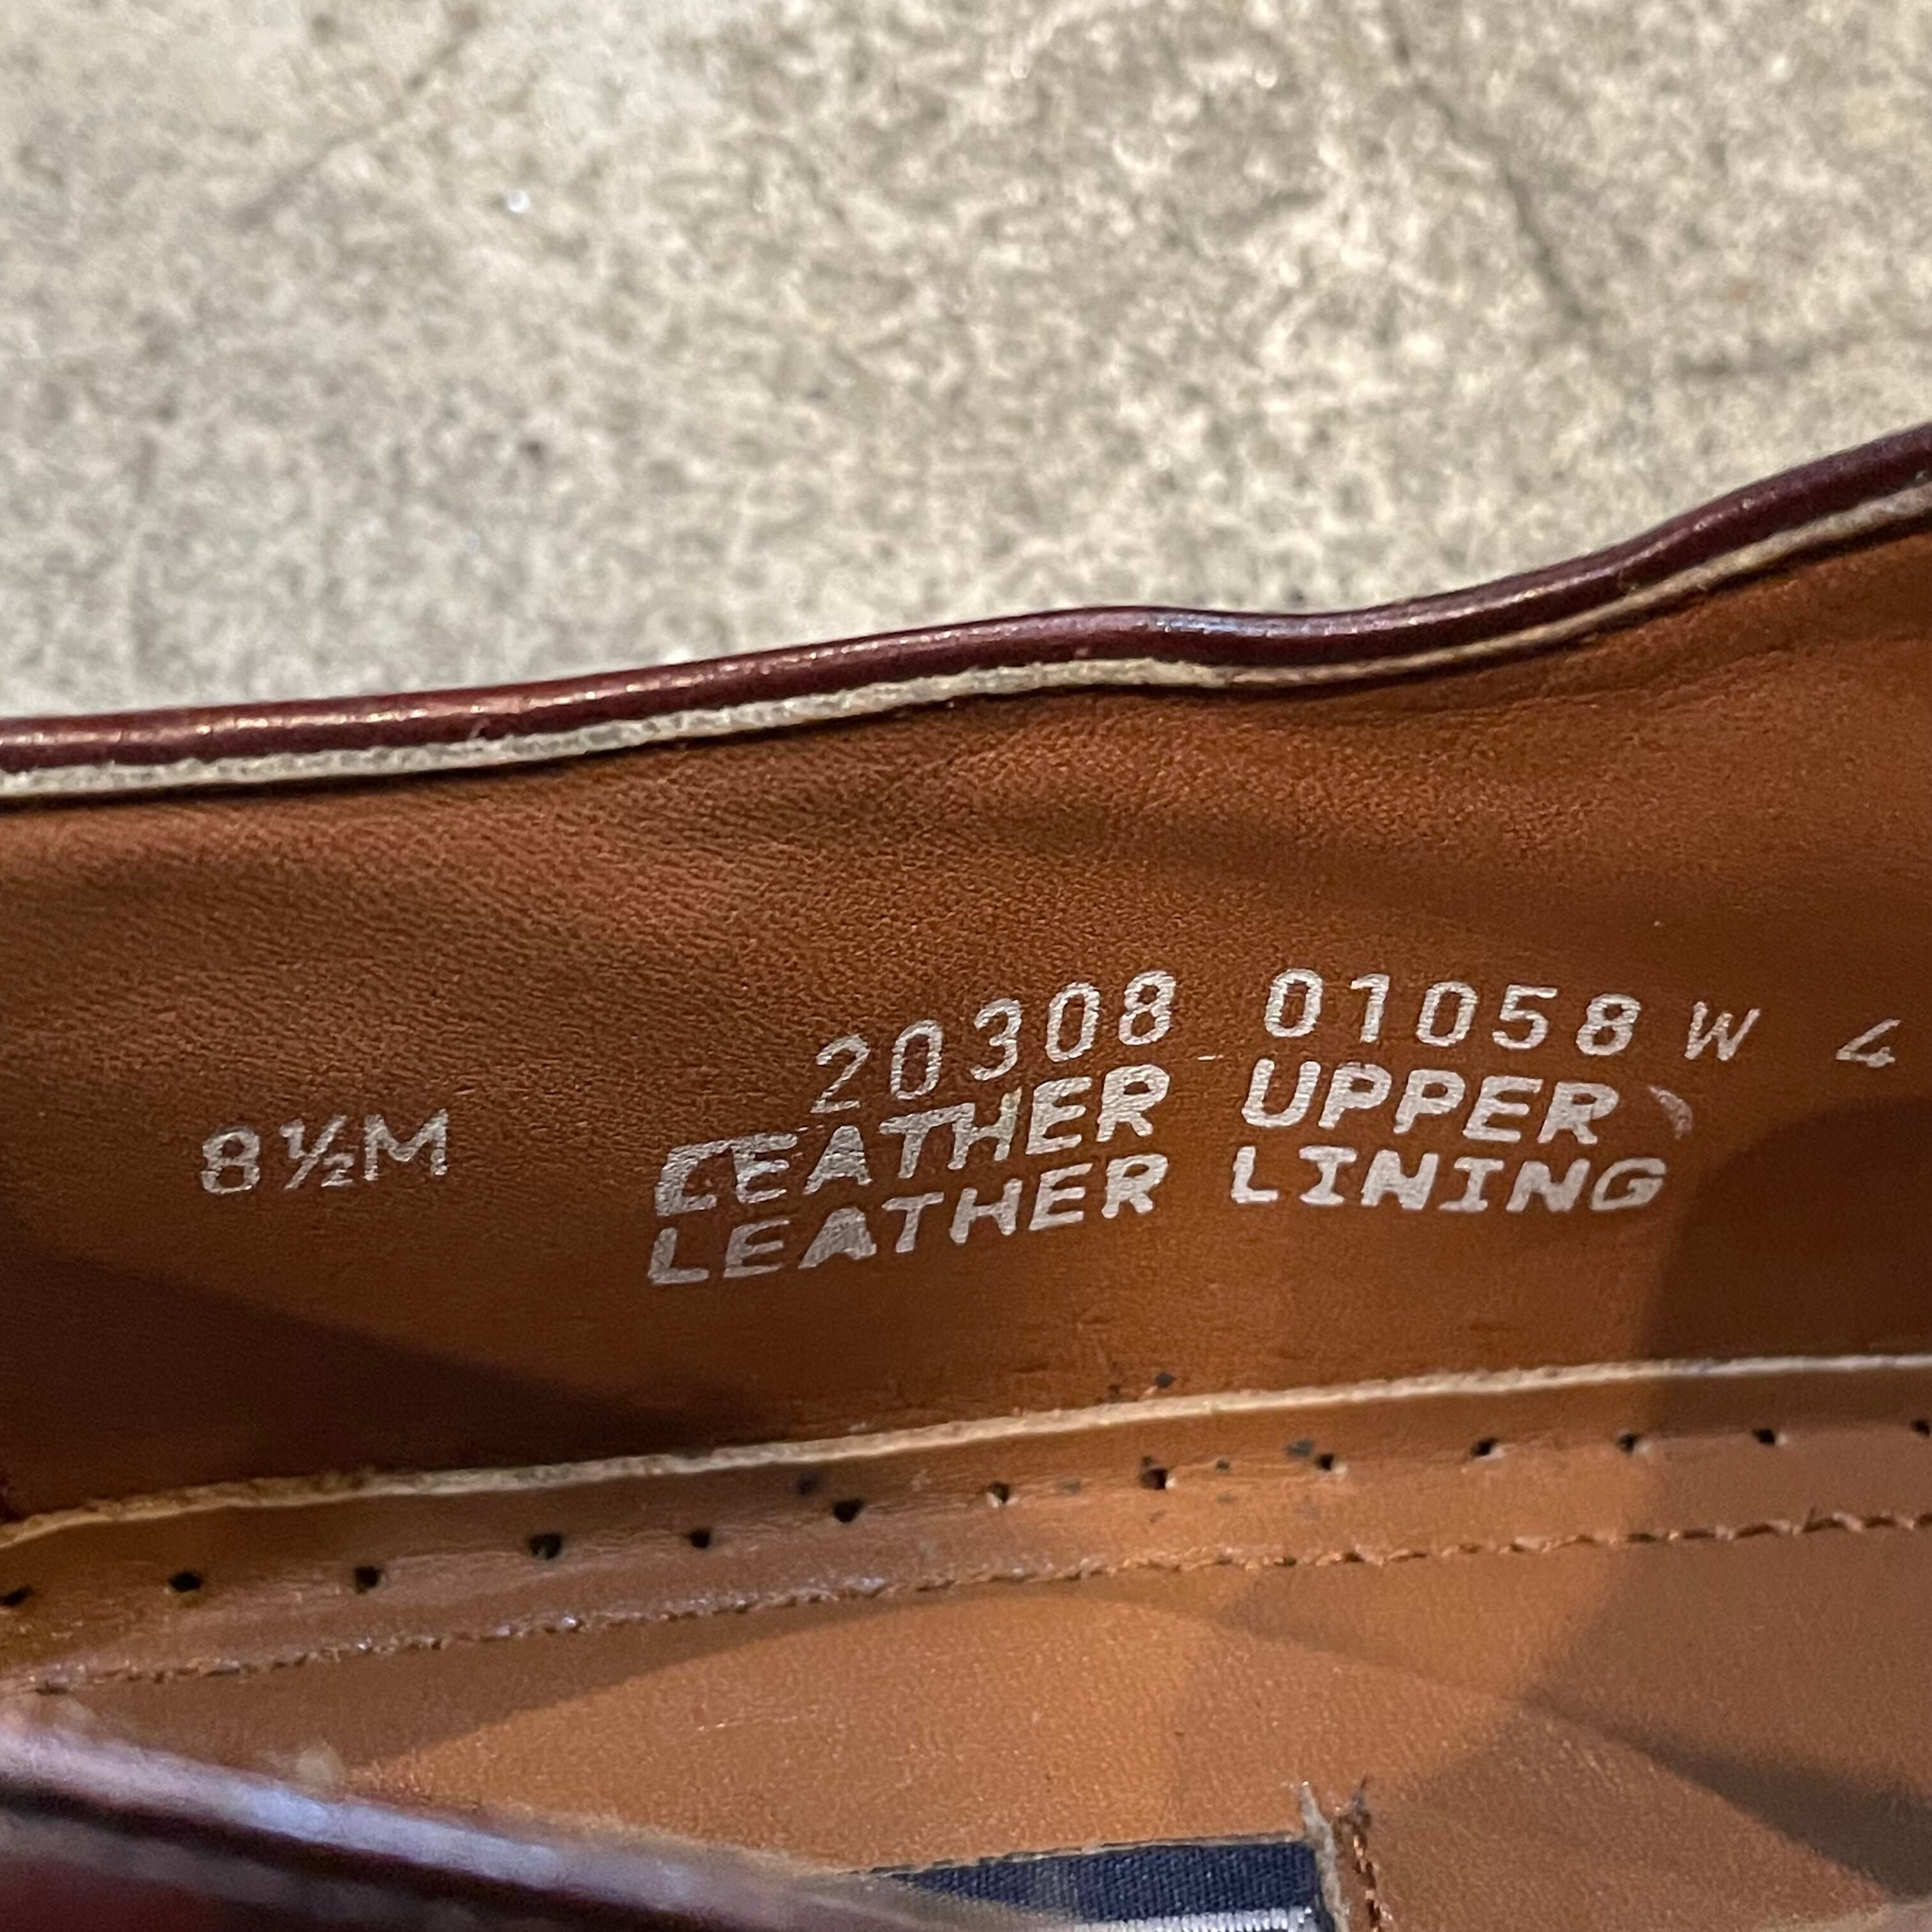 8½M
20308 01058 W 4
LEATHER UPPER
LEATHER LINING